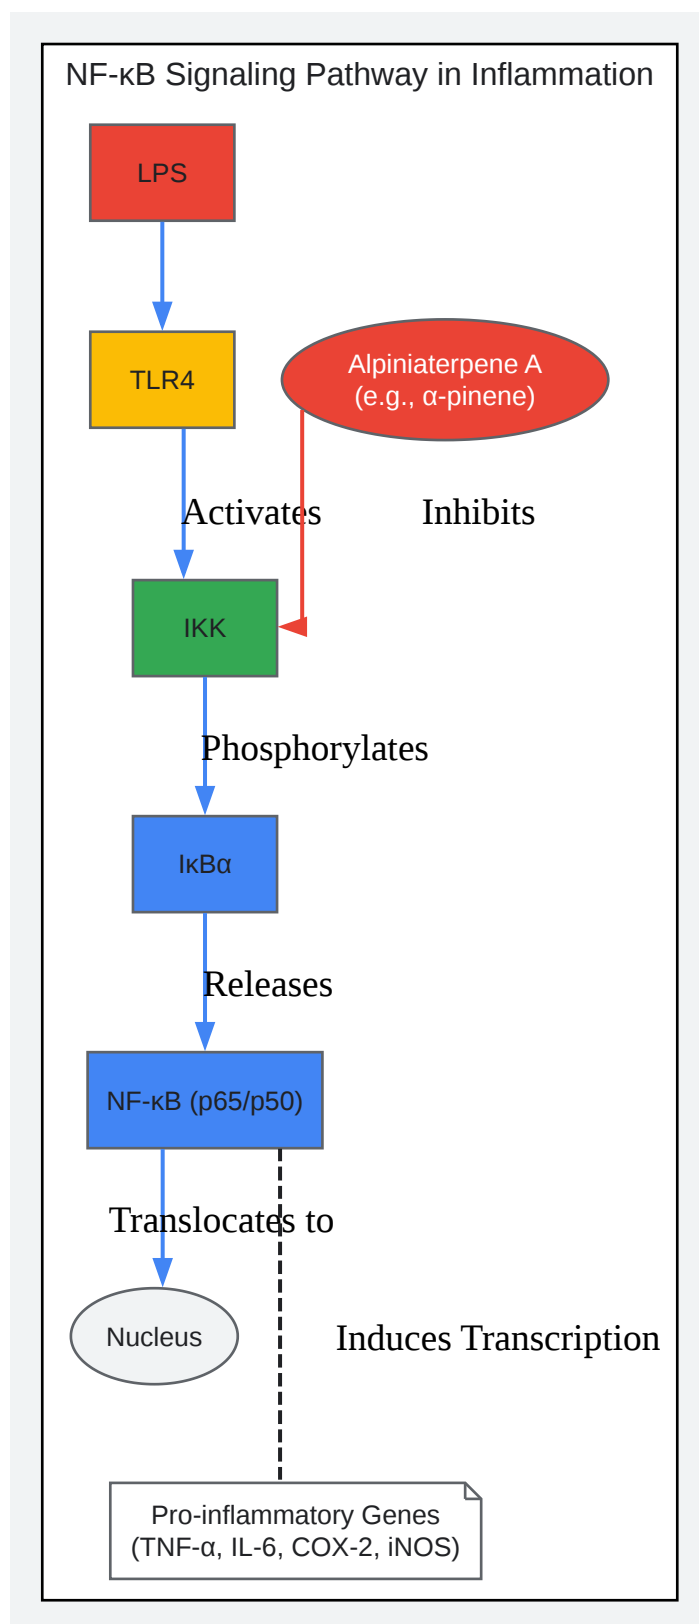 NF-κB Signaling Pathway in Inflammation
LPS
TLR4
Alpiniaterpene A
(e.g., α-pinene)
Activates
Inhibits
IKK
Phosphorylates
IκBα
Releases
NF-κB (p65/p50)
Translocates to
Nucleus
Induces Transcription
Pro-inflammatory Genes
(TNF-α, IL-6, COX-2, iNOS)